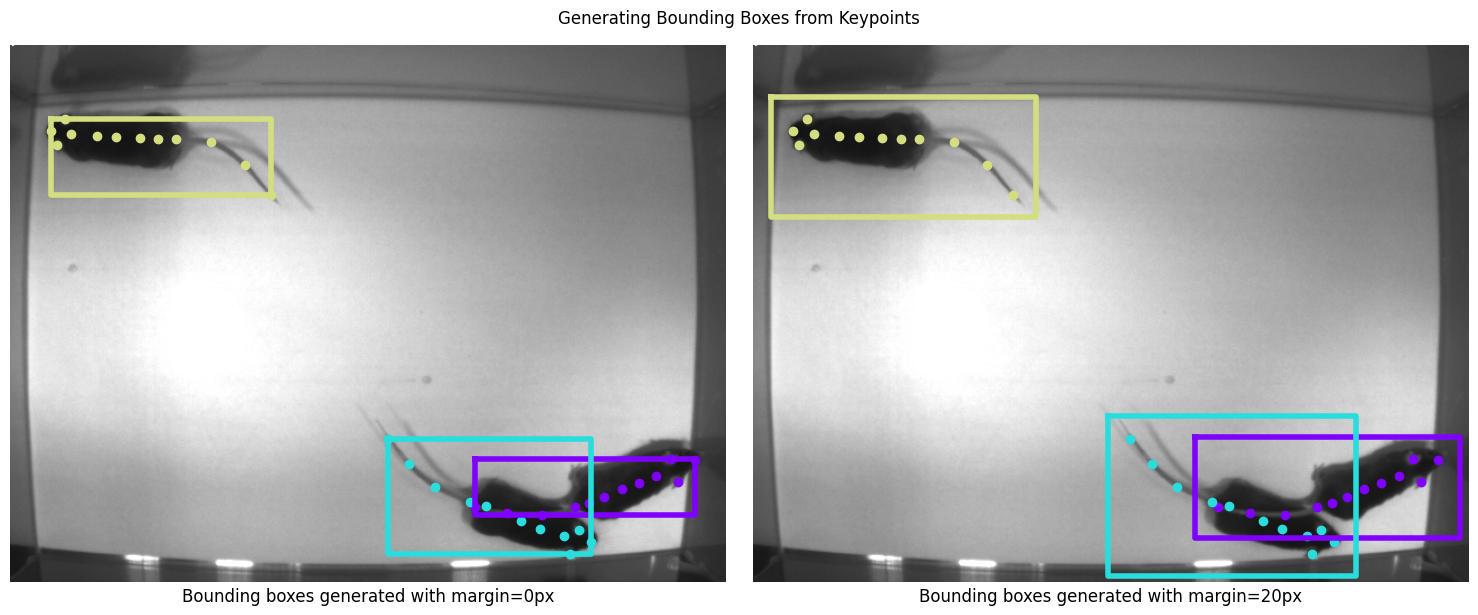 Generating Bounding Boxes from Keypoints
Bounding boxes generated with margin=0px
Bounding boxes generated with margin=20px